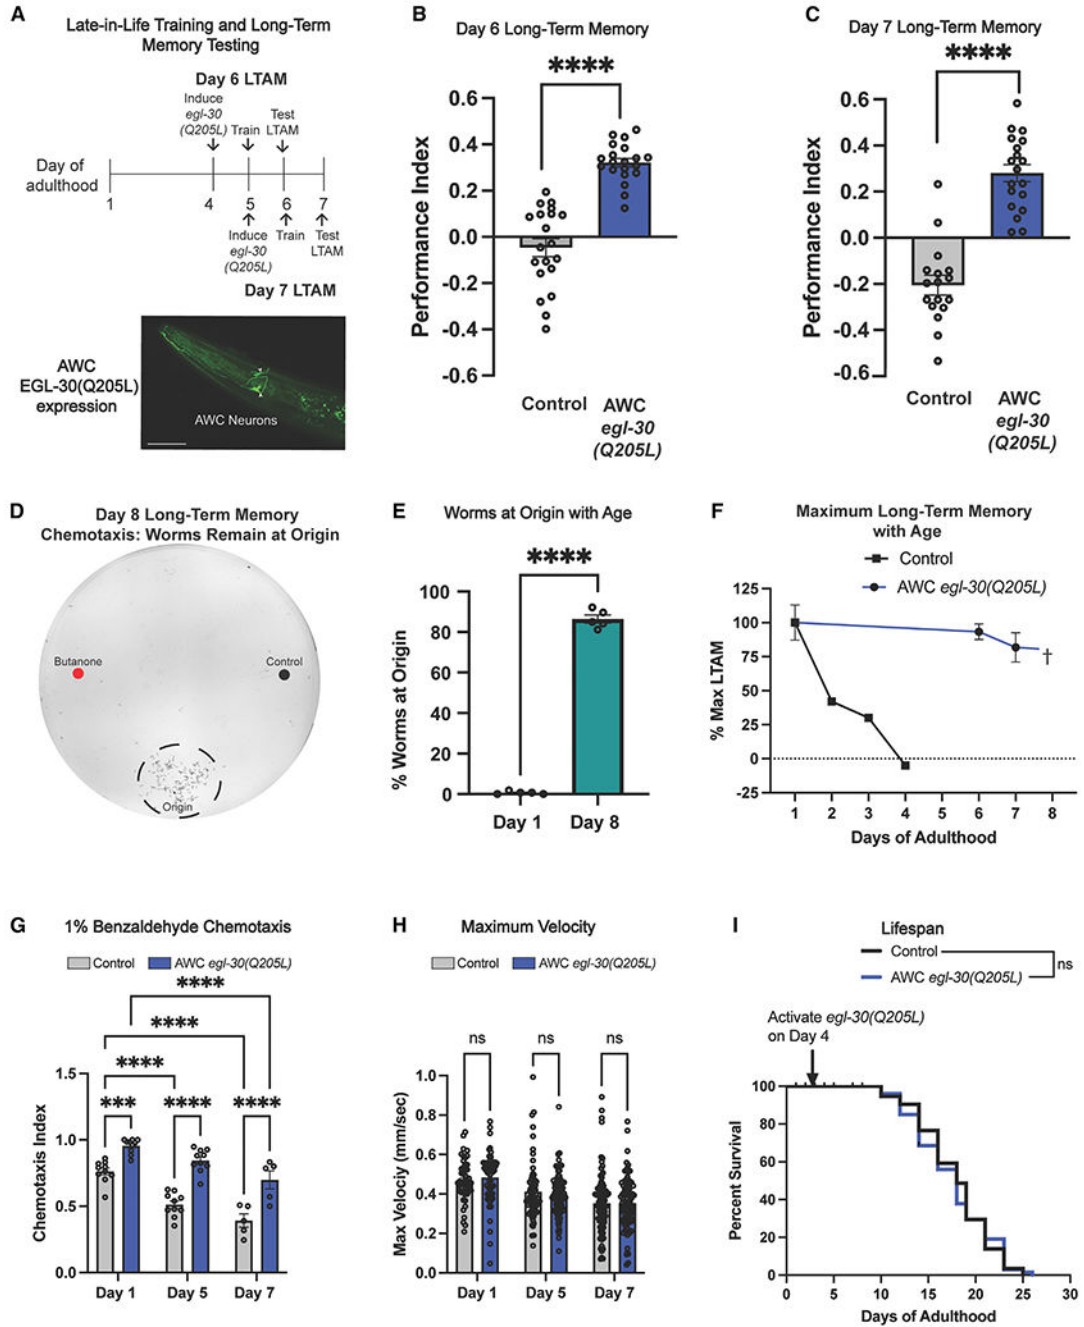 A
Late-in-Life Training and Long-Term
Memory Testing
Day 6 LTAM
Induce
egl-30
(Q205L)
Train
Test
LTAM
Day of
adulthood
1
4
5
6
7
Induce
egl-30
(Q205L)
Train
Test
LTAM
Day 7 LTAM
AWC
EGL-30(Q205L)
expression
AWC Neurons
B
Day 6 Long-Term Memory
****
Performance Index
0.6
0.4
0.2
0.0
-0.2
-0.4
-0.6
Control
AWC
egl-30
(Q205L)
C
Day 7 Long-Term Memory
****
Performance Index
0.6
0.4
0.2
0.0
-0.2
-0.4
-0.6
Control
AWC
egl-30
(Q205L)
D
Day 8 Long-Term Memory
Chemotaxis: Worms Remain at Origin
Butanone
Control
Origin
E
Worms at Origin with Age
****
% Worms at Origin
100
80
60
40
20
0
Day 1
Day 8
F
Maximum Long-Term Memory
with Age
Control
AWC egl-30(Q205L)
% Max LTAM
125
100
75
50
25
0
-25
†
1 2 3 4 5 6 7 8
Days of Adulthood
G
1% Benzaldehyde Chemotaxis
Control
AWC egl-30(Q205L)
****
****
****
*** **** ****
Chemotaxis Index
1.5
1.0
0.5
0.0
Day 1 Day 5 Day 7
H
Maximum Velocity
Control
AWC egl-30(Q205L)
ns ns ns
Max Velociy (mm/sec)
1.0
0.8
0.6
0.4
0.2
0.0
Day 1 Day 5 Day 7
I
Lifespan
Control
AWC egl-30(Q205L)
ns
Activate egl-30(Q205L)
on Day 4
Percent Survival
100
80
60
40
20
0
0 5 10 15 20 25 30
Days of Adulthood